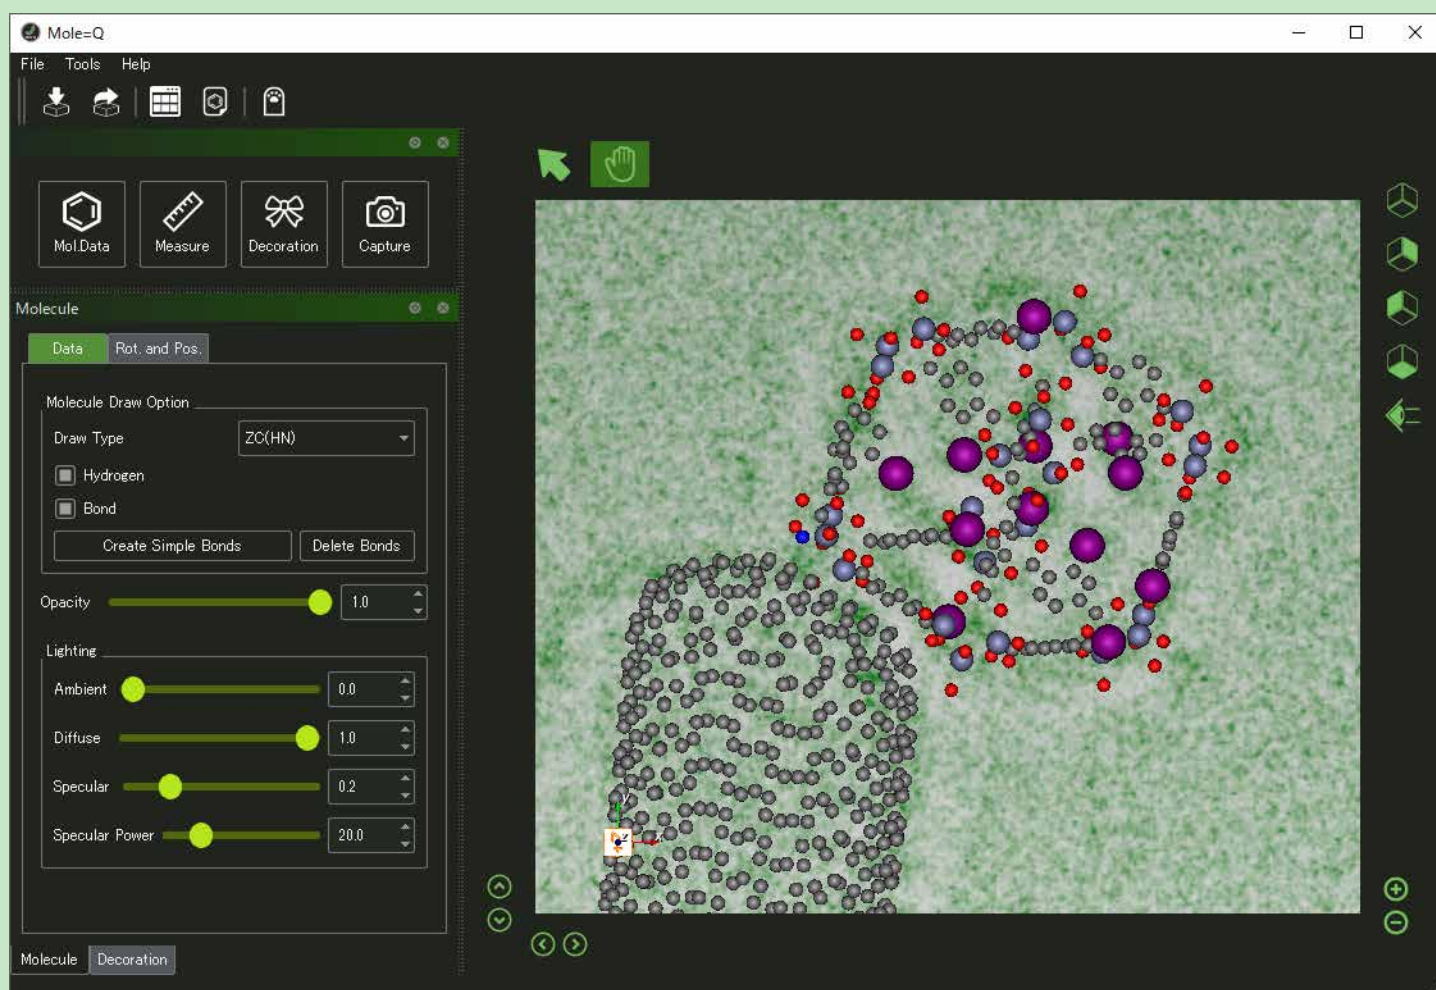 Mole=Q
File Tools Help
Mol.Data Measure Decoration Capture
Molecule
Data Rot. and Pos.
Molecule Draw Option
Draw Type ZC(HN)
Hydrogen
Bond
Create Simple Bonds Delete Bonds
Opacity 1.0
Lighting
Ambient 0.0
Diffuse 1.0
Specular 0.2
Specular Power 20.0
y
z
Molecule Decoration